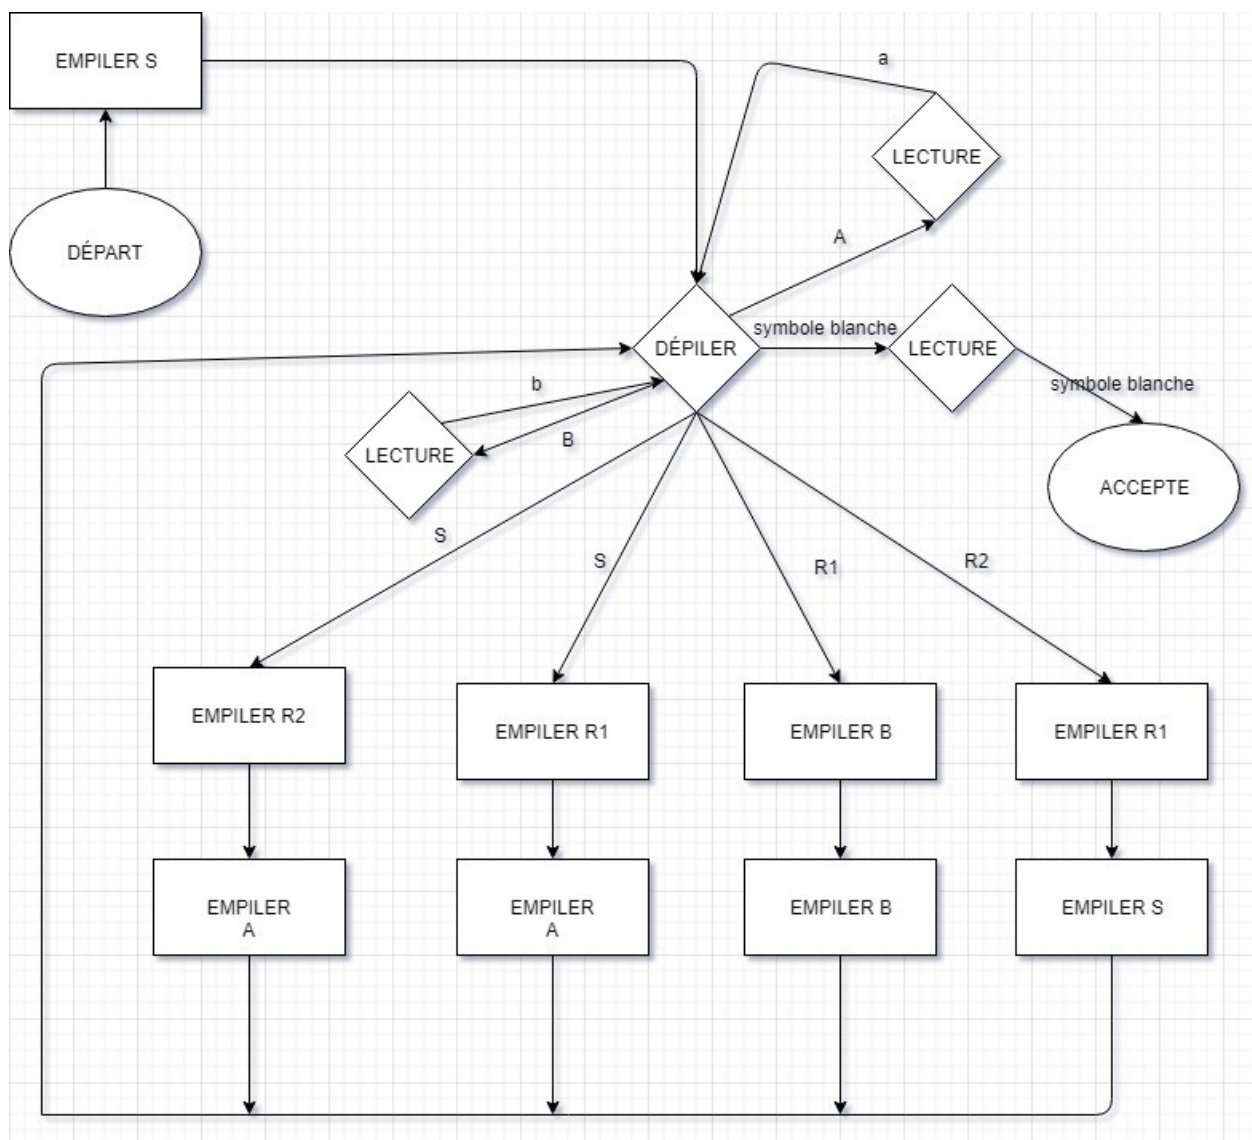 EMPILER S
a
LECTURE
DÉPART
A
symbole blanche
DÉPILER
LECTURE
b
symbole blanche
B
LECTURE
ACCEPTE
S
S
R1
R2
EMPILER R2
EMPILER R1
EMPILER B
EMPILER R1
EMPILER
A
EMPILER
A
EMPILER B
EMPILER S